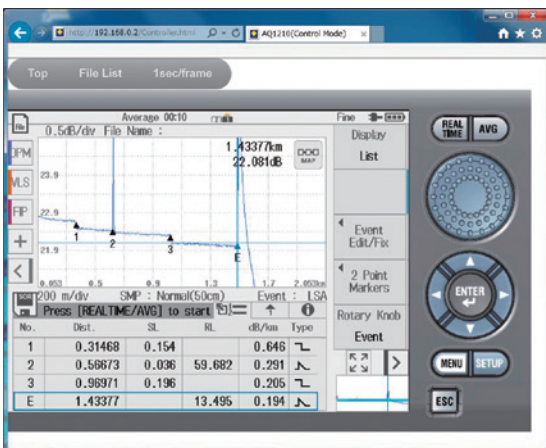 http://192.168.0.2/Controller.html
AQ1210(Control Mode)
Top File List 1sec/frame
Average 00:10
Fine
File
0.5dB/dv File Name :
1.43377km
22.081dB
MAP
Display
List
REAL TIME
AVG
OPM
VLS
FIP
23.9
22.9
21.9
1
2
3
E
Event
Edit/Fix
2 Point
Markers
0.053 0.5 0.9 1.3 1.7 2.053km
200 m/dv SMP : Normal(50cm) Event : LSA
SOR
Press [REALTIME/AVG] to start
Rotary Knob
Event
No. Dist. SL RL dB/km Type
1 0.31468 0.154 0.646
2 0.56673 0.036 59.682 0.291
3 0.96971 0.196 0.205
E 1.43377 13.495 0.194
ENTER
MENU
SETUP
ESC